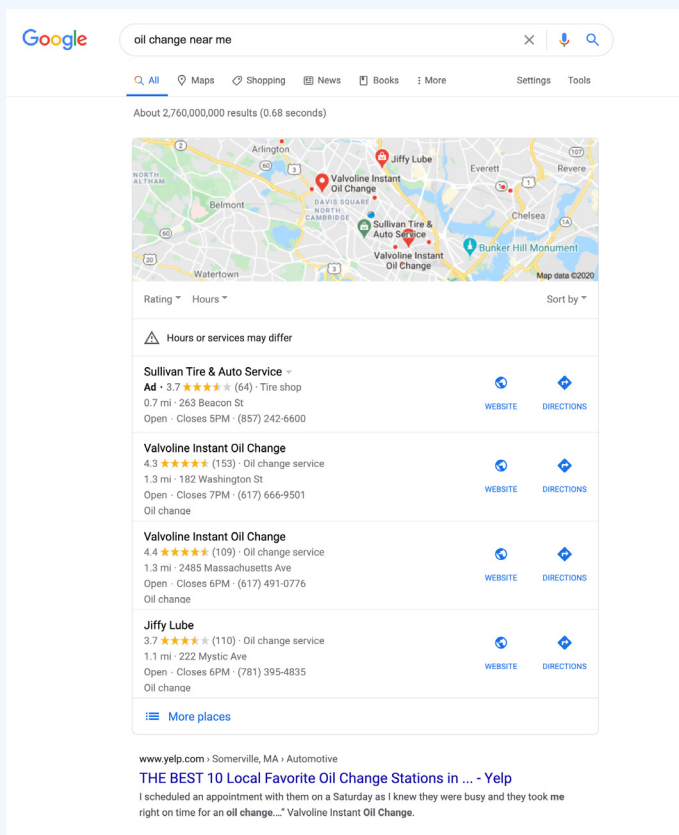 Google
oil change near me
All Maps Shopping News Books More Settings Tools
About 2,760,000,000 results (0.68 seconds)
2
Arlington
107
60
3
Jiffy Lube
Everett
Revere
NORTH
ALTHAM
Valvoline Instant
Oil Change
1
Belmont
DAVIS SQUARE
NORTH
CAMBRIDGE
Chelsea
1A
60
Sullivan Tire &
Auto Service
Bunker Hill Monument
Valvoline Instant
Oil Change
20
3
Watertown
Map data ©2020
Rating Hours Sort by
Hours or services may differ
Sullivan Tire & Auto Service
Ad · 3.7 (64) · Tire shop
0.7 mi · 263 Beacon St
Open · Closes 5PM · (857) 242-6600
WEBSITE DIRECTIONS
Valvoline Instant Oil Change
4.3 (153) · Oil change service
1.3 mi · 182 Washington St
Open · Closes 7PM · (617) 666-9501
Oil change
WEBSITE DIRECTIONS
Valvoline Instant Oil Change
4.4 (109) · Oil change service
1.3 mi · 2485 Massachusetts Ave
Open · Closes 6PM · (617) 491-0776
Oil change
WEBSITE DIRECTIONS
Jiffy Lube
3.7 (110) · Oil change service
1.1 mi · 222 Mystic Ave
Open · Closes 6PM · (781) 395-4835
Oil change
WEBSITE DIRECTIONS
More places
www.yelp.com › Somerville, MA › Automotive
THE BEST 10 Local Favorite Oil Change Stations in ... - Yelp
I scheduled an appointment with them on a Saturday as I knew they were busy and they took me
right on time for an oil change...." Valvoline Instant Oil Change.